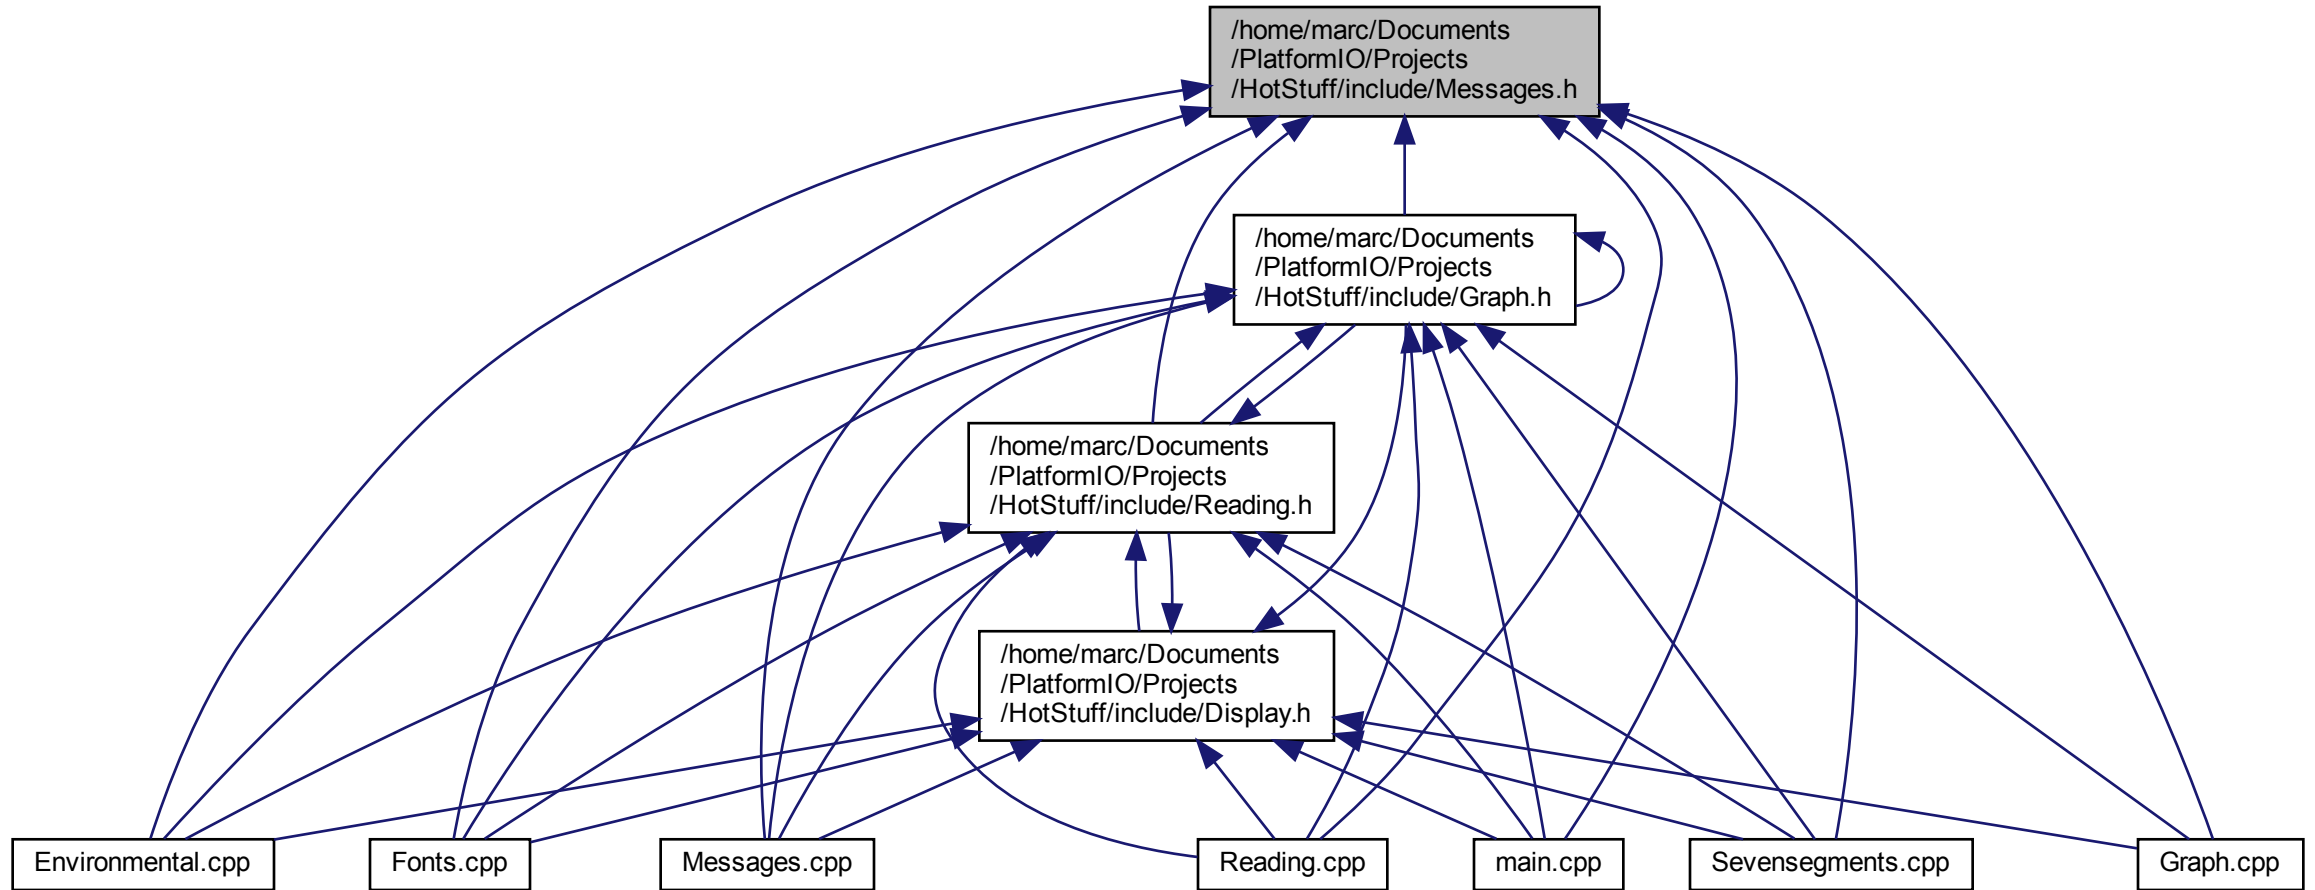 /home/marc/Documents
/PlatformIO/Projects
/HotStuff/include/Messages.h
/home/marc/Documents
/PlatformIO/Projects
/HotStuff/include/Graph.h
/home/marc/Documents
/PlatformIO/Projects
/HotStuff/include/Reading.h
/home/marc/Documents
/PlatformIO/Projects
/HotStuff/include/Display.h
Environmental.cpp
Fonts.cpp
Messages.cpp
Reading.cpp
main.cpp
Sevensegments.cpp
Graph.cpp